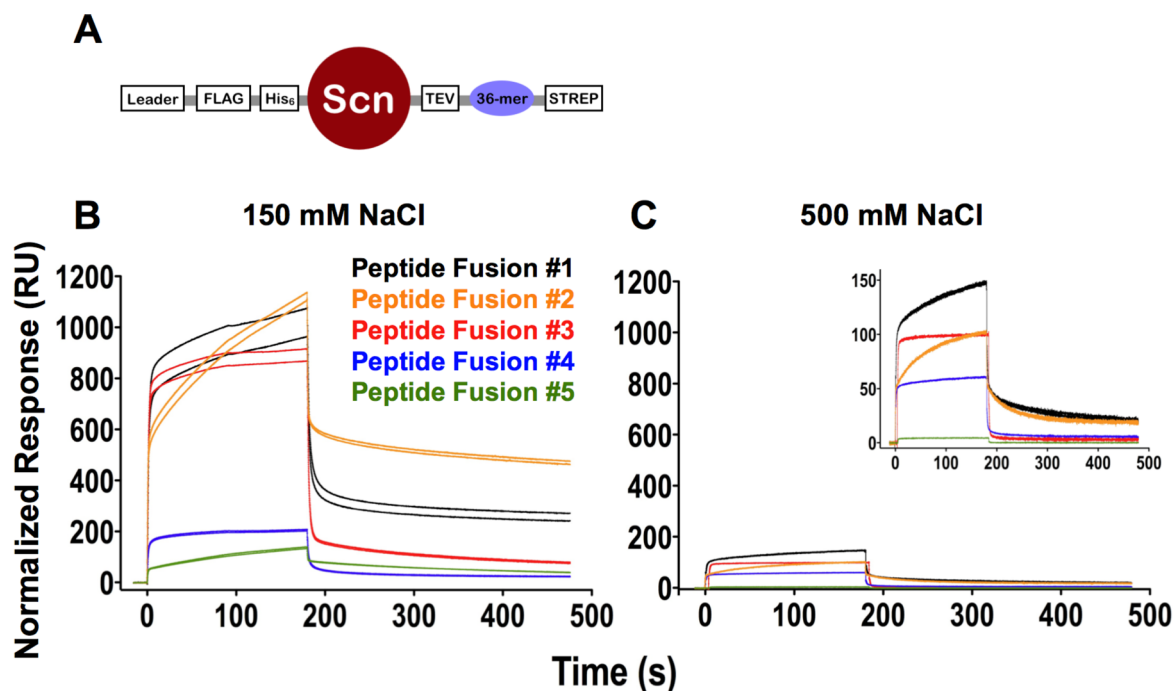 A
Leader FLAG His6 Scn TEV 36-mer STREP
B 150 mM NaCl
C 500 mM NaCl
Normalized Response (RU)
1200
1000
800
600
400
200
0
0 100 200 300 400 500
Peptide Fusion #1
Peptide Fusion #2
Peptide Fusion #3
Peptide Fusion #4
Peptide Fusion #5
1200
1000
800
600
400
200
0
0 100 200 300 400 500
150
100
50
0
0 100 200 300 400 500
Time (s)